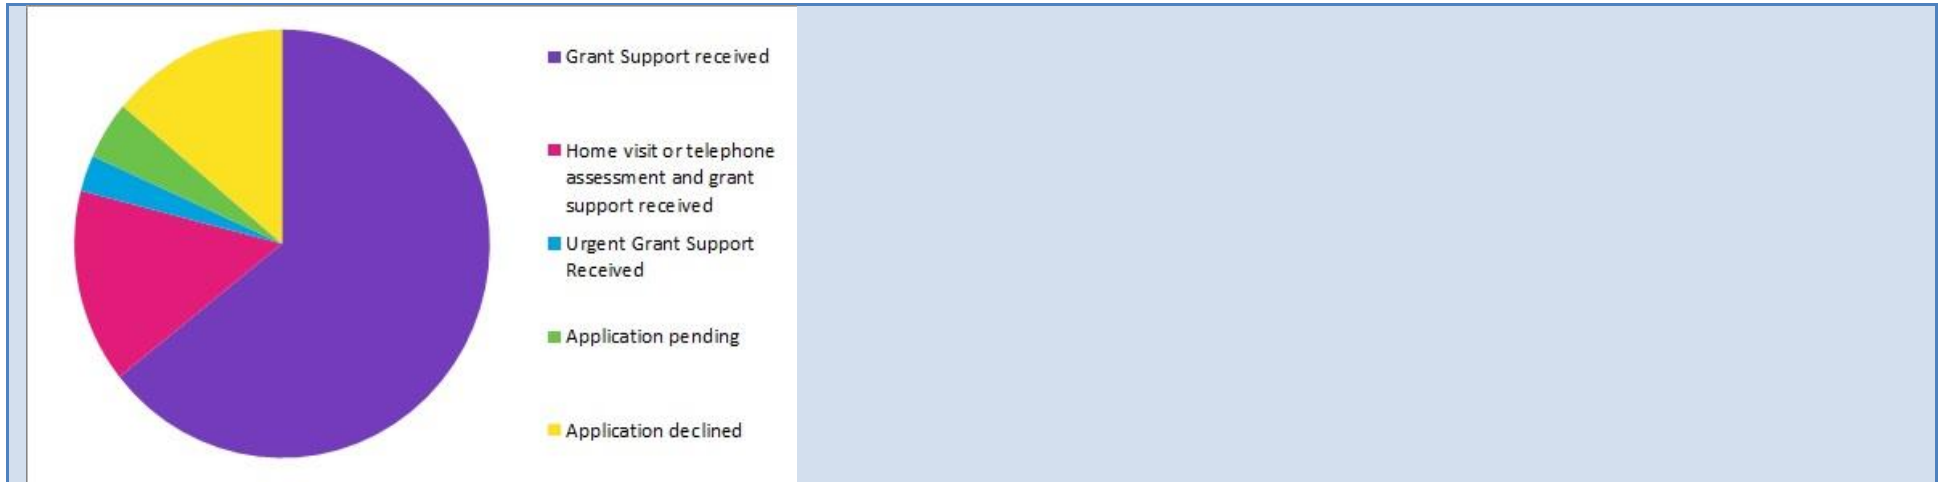 Grant Support received
Home visit or telephone
assessment and grant
support received
Urgent Grant Support
Received
Application pending
Application declined